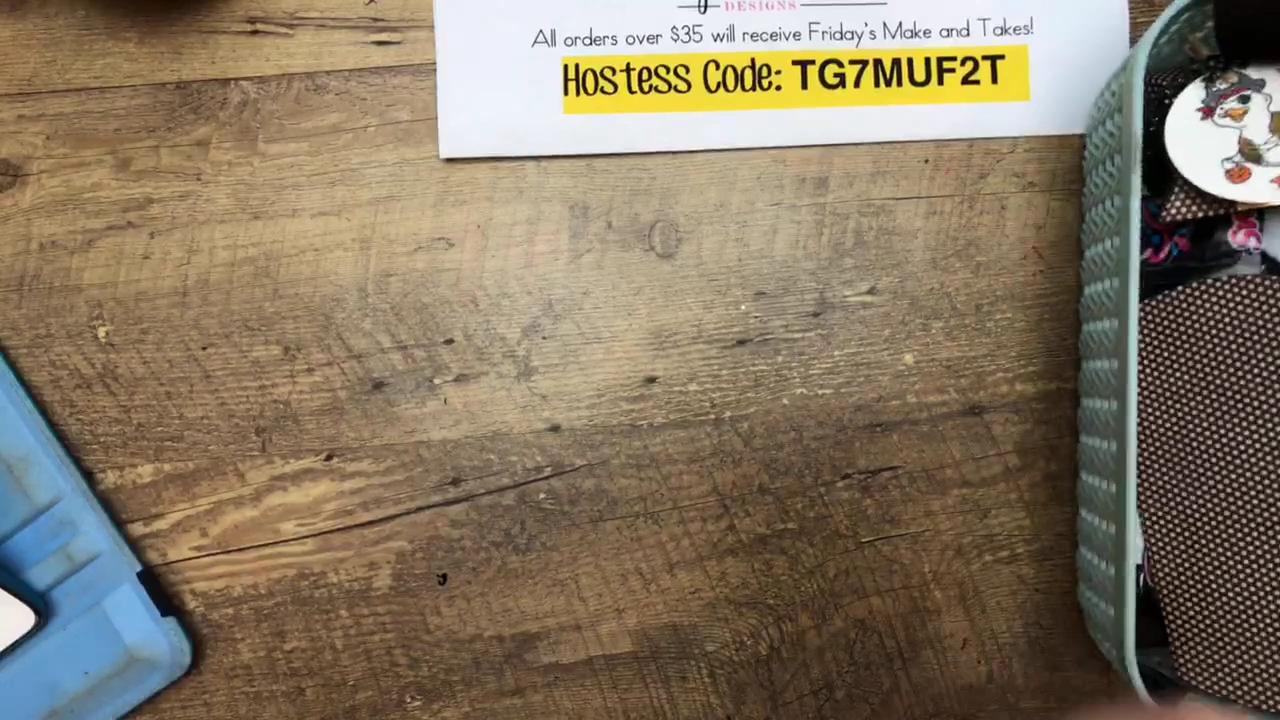 DESIGNS
All orders over $35 will receive Friday's Make and Takes!
Hostess Code: TG7MUF2T